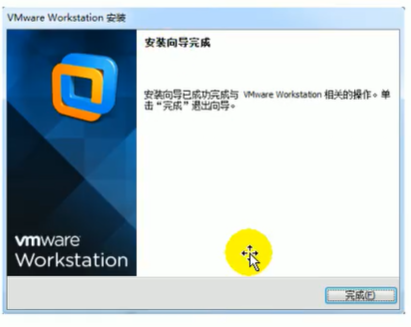 VMware Workstation 安装
安装向导完成
安装向导已成功完成与 VMware Workstation 相关的操作。单
击“完成”退出向导。
vmware
Workstation
完成(F)